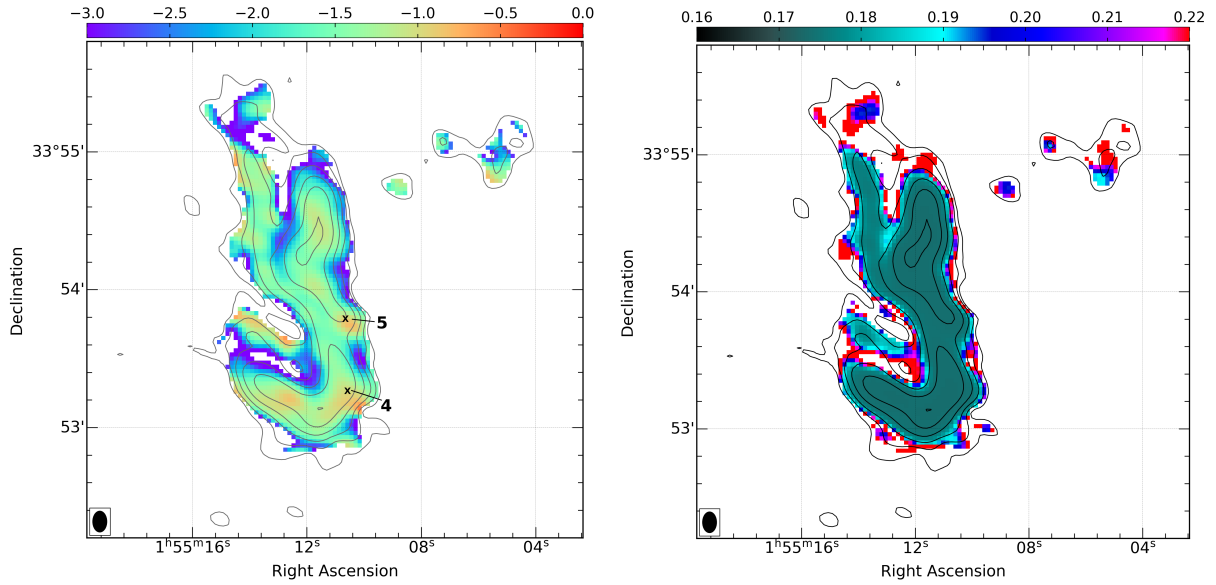 −3.0 −2.5 −2.0 −1.5 −1.0 −0.5 0.0
33°55'
54'
53'
Declination
5
4
1ʰ55ᵐ16ˢ 12ˢ 08ˢ 04ˢ
Right Ascension
0.16 0.17 0.18 0.19 0.20 0.21 0.22
33°55'
54'
53'
Declination
1ʰ55ᵐ16ˢ 12ˢ 08ˢ 04ˢ
Right Ascension